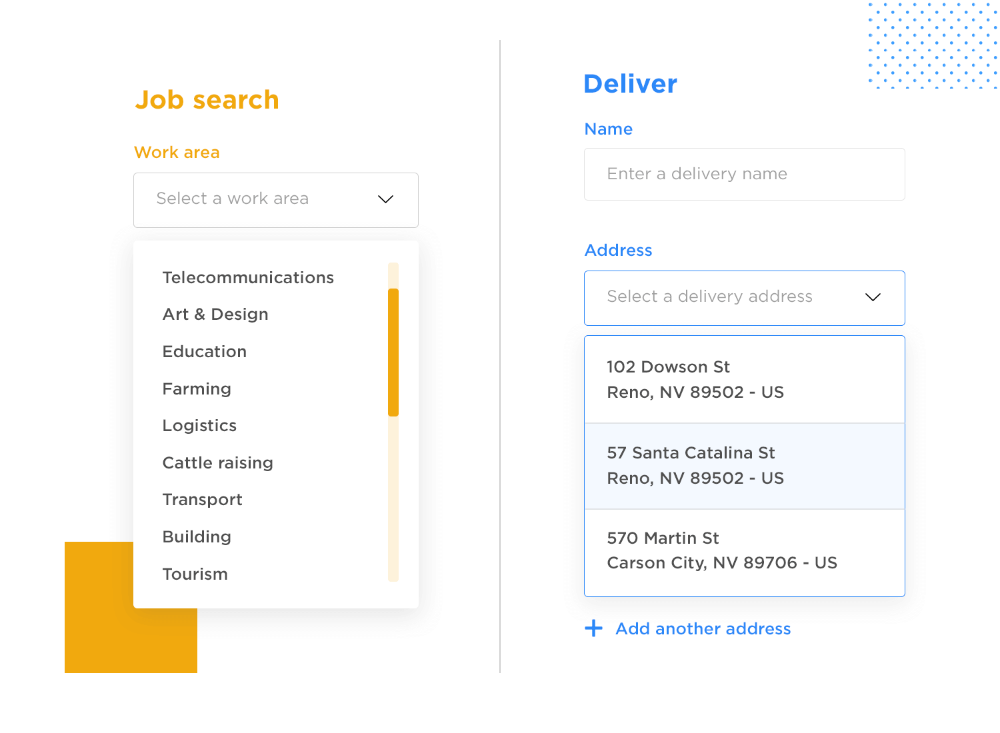 Job search
Work area
Select a work area
Telecommunications
Art & Design
Education
Farming
Logistics
Cattle raising
Transport
Building
Tourism
Deliver
Name
Enter a delivery name
Address
Select a delivery address
102 Dowson St
Reno, NV 89502 - US
57 Santa Catalina St
Reno, NV 89502 - US
570 Martin St
Carson City, NV 89706 - US
Add another address